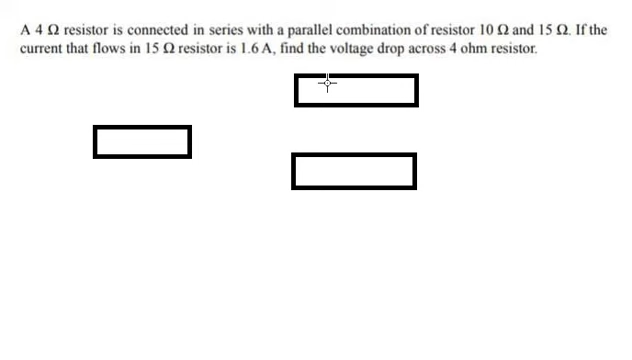 A 4 Ω resistor is connected in series with a parallel combination of resistor 10 Ω and 15 Ω. If the
current that flows in 15 Ω resistor is 1.6 A, find the voltage drop across 4 ohm resistor.